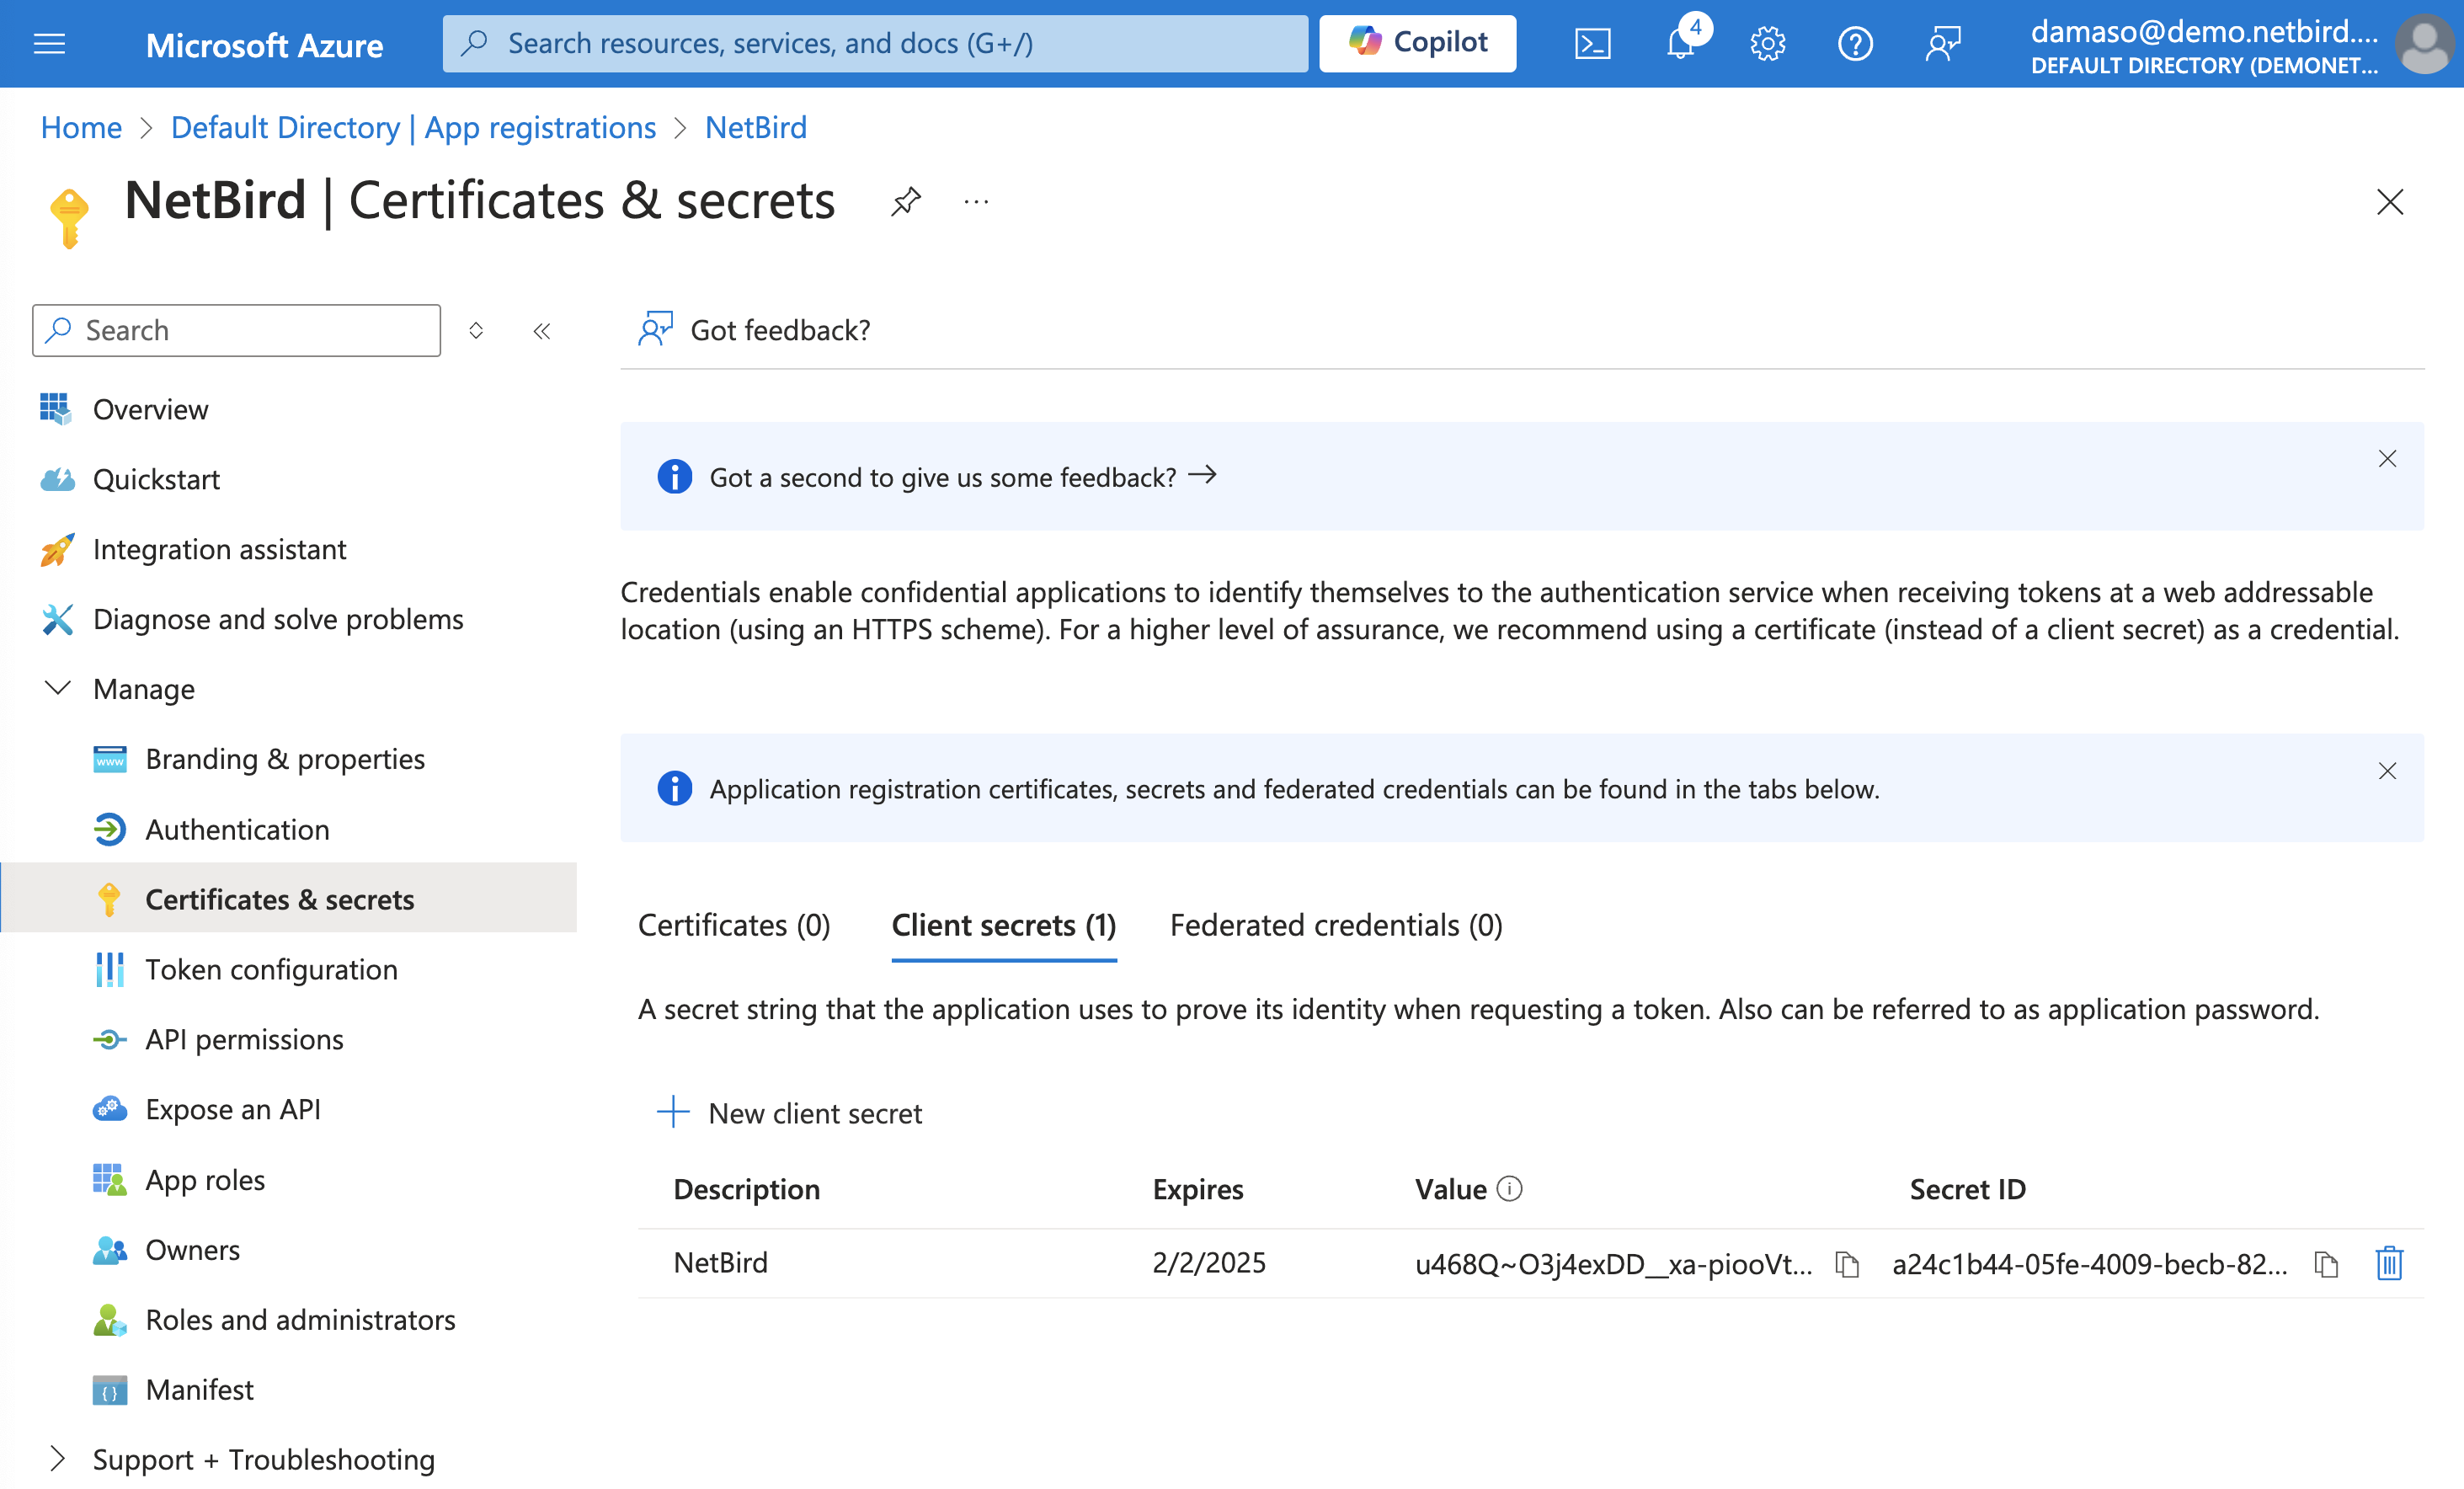 Microsoft Azure
Search resources, services, and docs (G+/)
Copilot
4
damaso@demo.netbird....
DEFAULT DIRECTORY (DEMONET...
Home > Default Directory | App registrations > NetBird
NetBird | Certificates & secrets
Search
Overview
Quickstart
Integration assistant
Diagnose and solve problems
Manage
Branding & properties
Authentication
Certificates & secrets
Token configuration
API permissions
Expose an API
App roles
Owners
Roles and administrators
Manifest
Support + Troubleshooting
Got feedback?
Got a second to give us some feedback? →
Credentials enable confidential applications to identify themselves to the authentication service when receiving tokens at a web addressable
location (using an HTTPS scheme). For a higher level of assurance, we recommend using a certificate (instead of a client secret) as a credential.
Application registration certificates, secrets and federated credentials can be found in the tabs below.
Certificates (0) Client secrets (1) Federated credentials (0)
A secret string that the application uses to prove its identity when requesting a token. Also can be referred to as application password.
New client secret
Description Expires Value Secret ID
NetBird 2/2/2025 u468Q~O3j4exDD__xa-piooVt... a24c1b44-05fe-4009-becb-82...